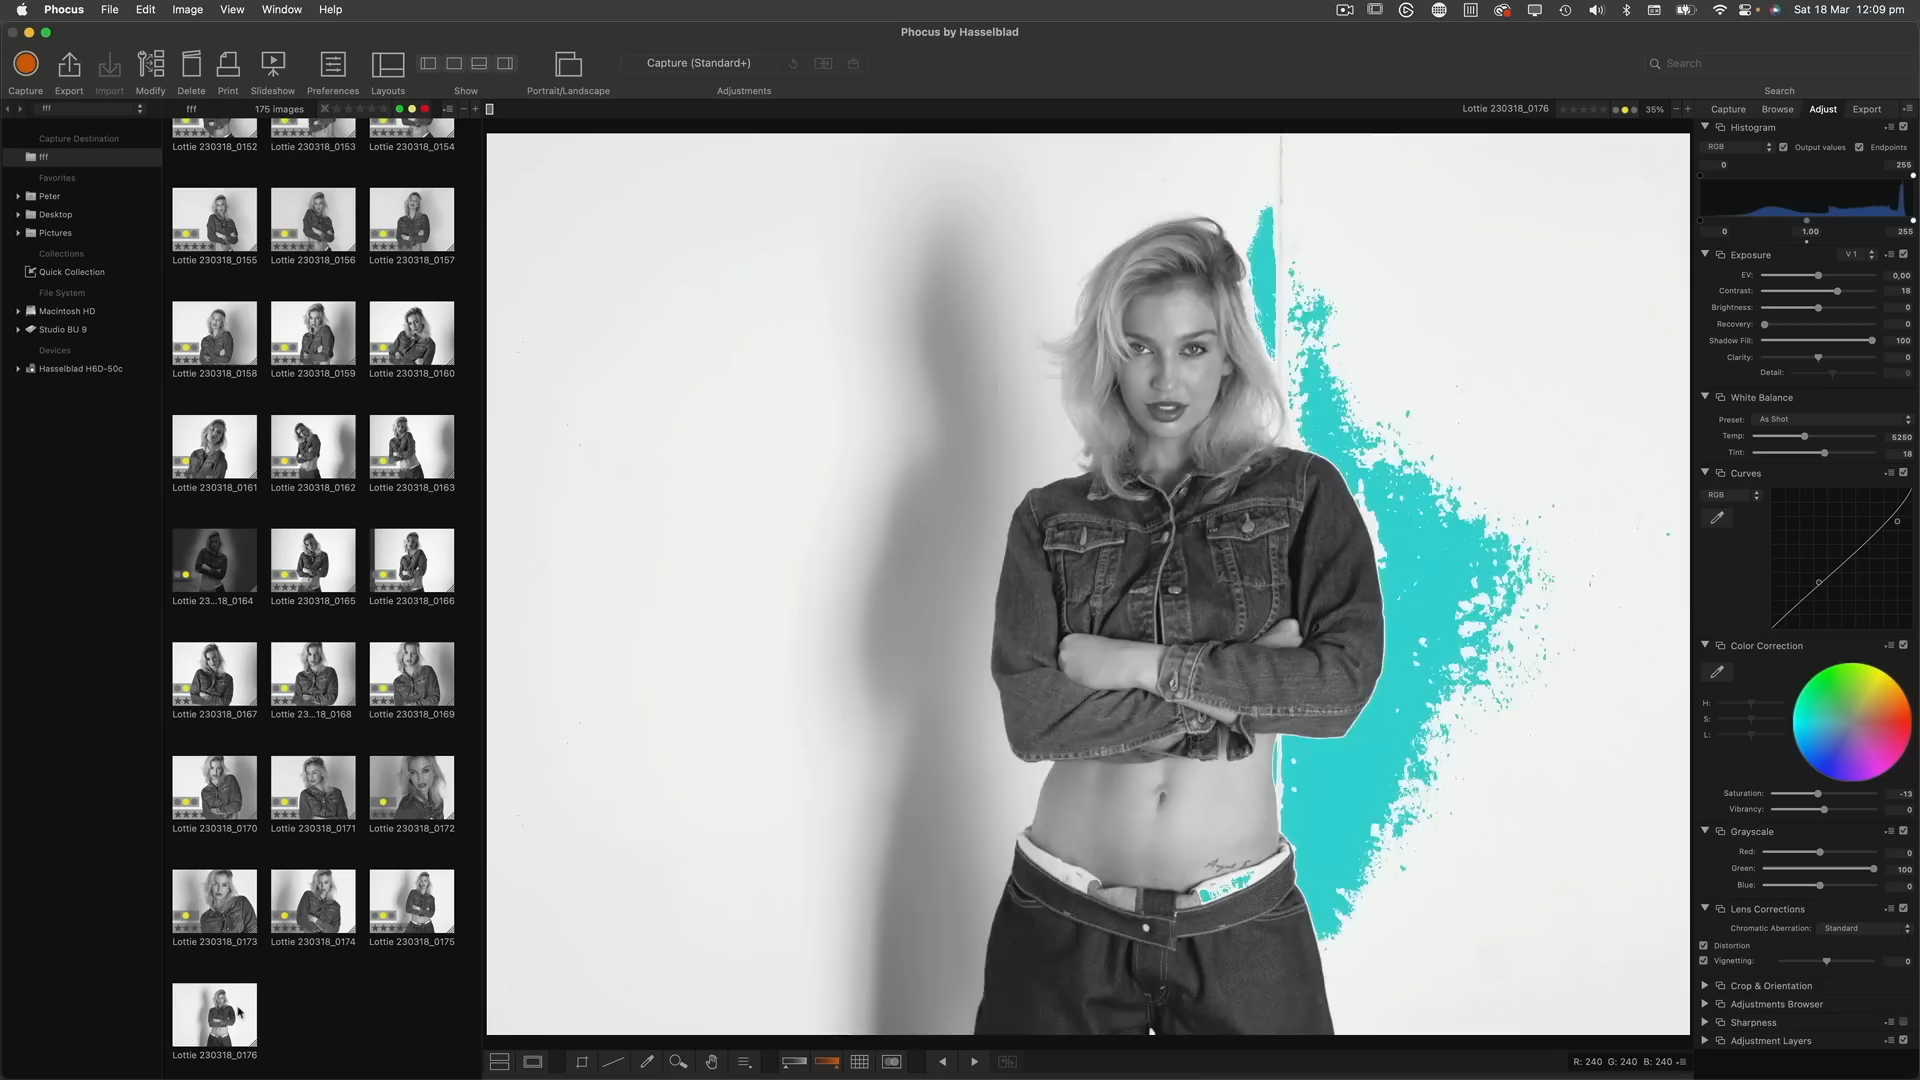 Phocus File Edit Image View Window Help
Sat 18 Mar 12:09 pm
Phocus by Hasselblad
Capture (Standard+)
Search
Capture Export Import Modify Delete Print Slideshow Preferences Layouts Show Portrait/Landscape Adjustments Search
fff
fff 175 images
Lottie 230318_0176
35%
Capture Browse Adjust Export
Capture Destination
fff
Favorites
Peter
Desktop
Pictures
Collections
Quick Collection
File System
Macintosh HD
Studio BU 9
Devices
Hasselblad H6D-50c
Lottie 230318_0152 Lottie 230318_0153 Lottie 230318_0154
Lottie 230318_0155 Lottie 230318_0156 Lottie 230318_0157
Lottie 230318_0158 Lottie 230318_0159 Lottie 230318_0160
Lottie 230318_0161 Lottie 230318_0162 Lottie 230318_0163
Lottie 23...18_0164 Lottie 230318_0165 Lottie 230318_0166
Lottie 230318_0167 Lottie 23...18_0168 Lottie 230318_0169
Lottie 230318_0170 Lottie 230318_0171 Lottie 230318_0172
Lottie 230318_0173 Lottie 230318_0174 Lottie 230318_0175
Lottie 230318_0176
Histogram
RGB Output values Endpoints
0 255
0 1.00 255
Exposure V 1
EV: 0,00
Contrast: 18
Brightness: 0
Recovery: 0
Shadow Fill: 100
Clarity: 0
Detail: 0
White Balance
Preset: As Shot
Temp: 5250
Tint: 18
Curves
RGB
Color Correction
H:
S:
L:
Saturation: -13
Vibrancy: 0
Grayscale
Red: 0
Green: 100
Blue: 0
Lens Corrections
Chromatic Aberration: Standard
Distortion
Vignetting: 0
Crop & Orientation
Adjustments Browser
Sharpness
Adjustment Layers
R: 240 G: 240 B: 240